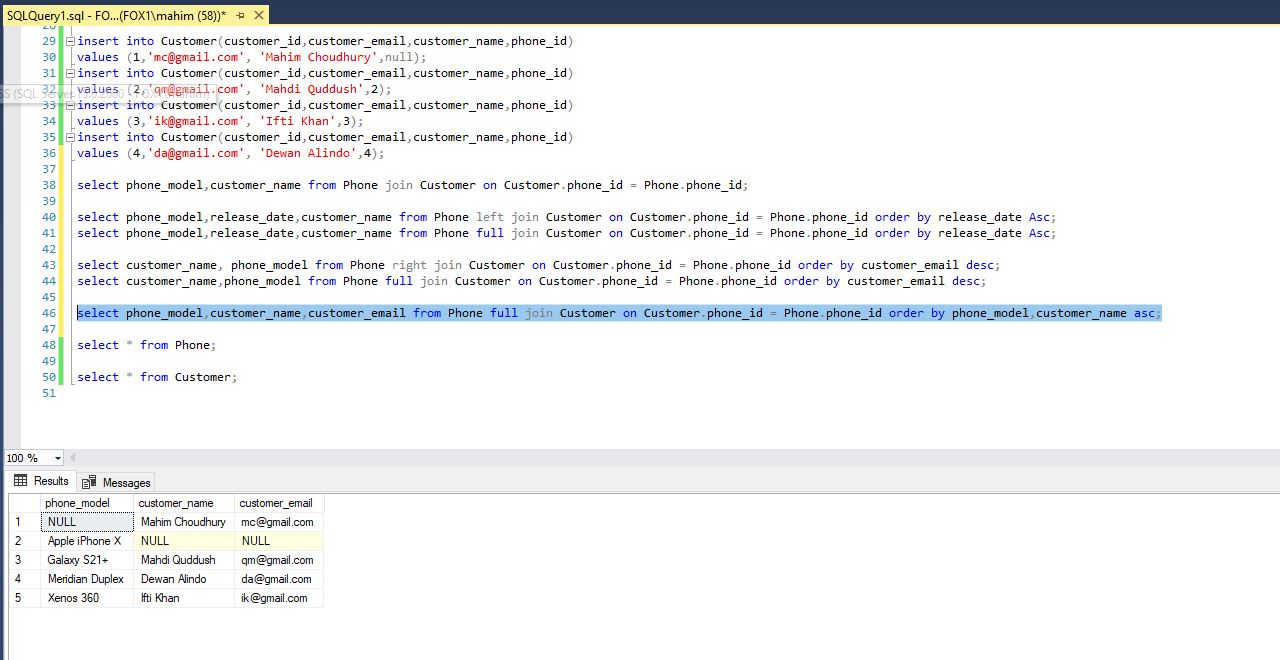 SQLQuery1.sql - FO...(FOX1\mahim (58))*
29 insert into Customer(customer_id,customer_email,customer_name,phone_id)
30 values (1,'mc@gmail.com', 'Mahim Choudhury',null);
31 insert into Customer(customer_id,customer_email,customer_name,phone_id)
32 values (2,'qm@gmail.com', 'Mahdi Quddush',2);
33 insert into Customer(customer_id,customer_email,customer_name,phone_id)
34 values (3,'ik@gmail.com', 'Ifti Khan',3);
35 insert into Customer(customer_id,customer_email,customer_name,phone_id)
36 values (4,'da@gmail.com', 'Dewan Alindo',4);
37
38 select phone_model,customer_name from Phone join Customer on Customer.phone_id = Phone.phone_id;
39
40 select phone_model,release_date,customer_name from Phone left join Customer on Customer.phone_id = Phone.phone_id order by release_date Asc;
41 select phone_model,release_date,customer_name from Phone full join Customer on Customer.phone_id = Phone.phone_id order by release_date Asc;
42
43 select customer_name, phone_model from Phone right join Customer on Customer.phone_id = Phone.phone_id order by customer_email desc;
44 select customer_name,phone_model from Phone full join Customer on Customer.phone_id = Phone.phone_id order by customer_email desc;
45
46 select phone_model,customer_name,customer_email from Phone full join Customer on Customer.phone_id = Phone.phone_id order by phone_model,customer_name asc;
47
48 select * from Phone;
49
50 select * from Customer;
51
100 %
Results Messages
phone_model customer_name customer_email
1 NULL Mahim Choudhury mc@gmail.com
2 Apple iPhone X NULL NULL
3 Galaxy S21+ Mahdi Quddush qm@gmail.com
4 Meridian Duplex Dewan Alindo da@gmail.com
5 Xenos 360 Ifti Khan ik@gmail.com